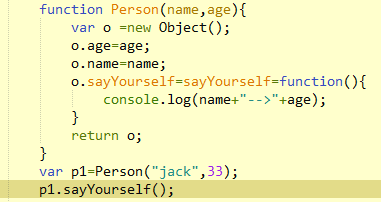 function Person(name,age){
var o =new Object();
o.age=age;
o.name=name;
o.sayYourself=sayYourself=function(){
console.log(name+"-->"+age);
}
return o;
}
var p1=Person("jack",33);
p1.sayYourself();